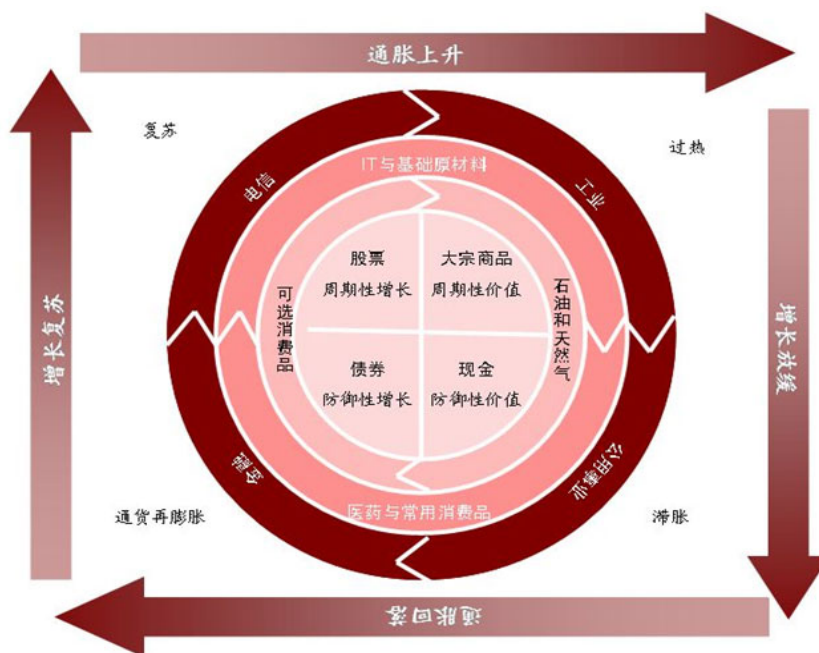 通胀上升
复苏
过热
电信
IT与基础原材料
工业
股票
周期性增长
大宗商品
周期性价值
可选消费品
石油和天然气
增长复苏
增长放缓
债券
防御性增长
现金
防御性价值
金融
公用事业
通货再膨胀
医药与常用消费品
滞胀
通胀回落